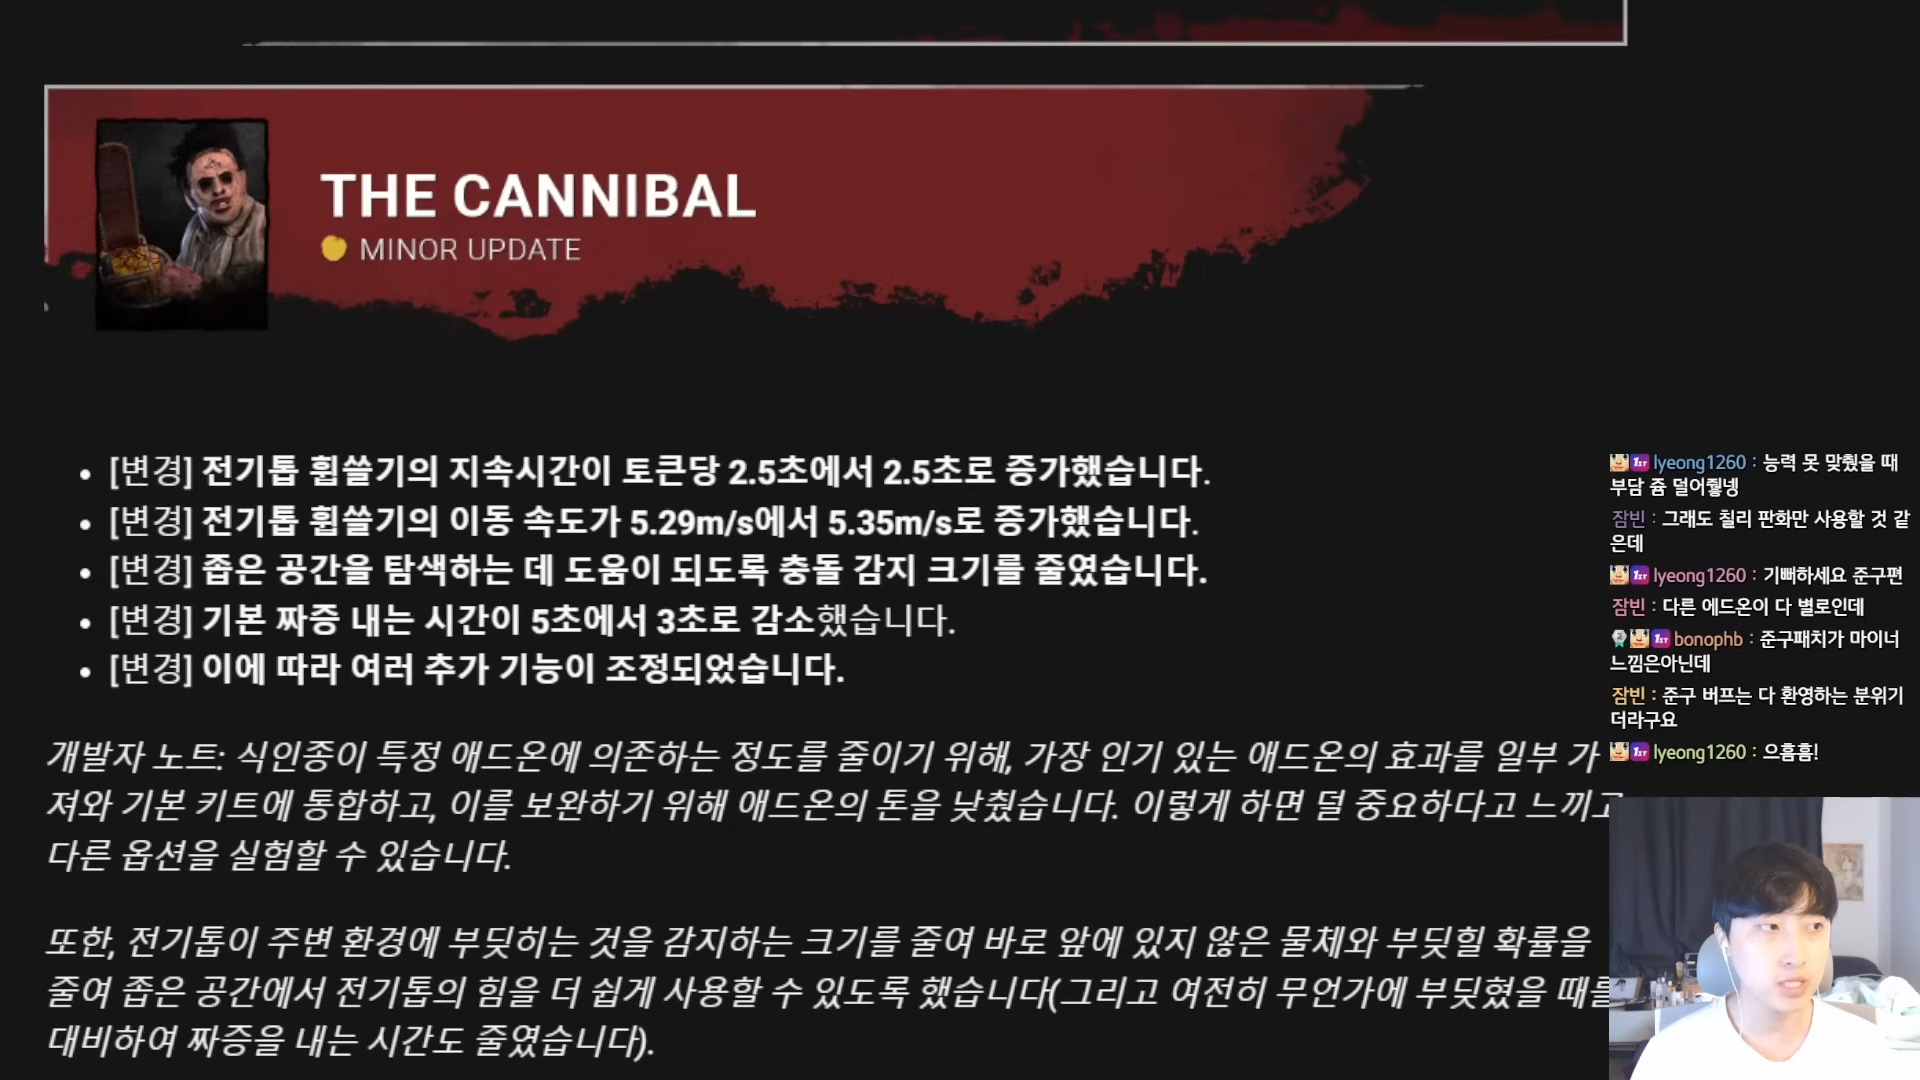 THE CANNIBAL
MINOR UPDATE
• [변경] 전기톱 휩쓸기의 지속시간이 토큰당 2.5초에서 2.5초로 증가했습니다.
• [변경] 전기톱 휩쓸기의 이동 속도가 5.29m/s에서 5.35m/s로 증가했습니다.
• [변경] 좁은 공간을 탐색하는 데 도움이 되도록 충돌 감지 크기를 줄였습니다.
• [변경] 기본 짜증 내는 시간이 5초에서 3초로 감소했습니다.
• [변경] 이에 따라 여러 추가 기능이 조정되었습니다.
개발자 노트: 식인종이 특정 애드온에 의존하는 정도를 줄이기 위해, 가장 인기 있는 애드온의 효과를 일부 가
져와 기본 키트에 통합하고, 이를 보완하기 위해 애드온의 톤을 낮췄습니다. 이렇게 하면 덜 중요하다고 느끼고
다른 옵션을 실험할 수 있습니다.
또한, 전기톱이 주변 환경에 부딪히는 것을 감지하는 크기를 줄여 바로 앞에 있지 않은 물체와 부딪힐 확률을
줄여 좁은 공간에서 전기톱의 힘을 더 쉽게 사용할 수 있도록 했습니다(그리고 여전히 무언가에 부딪혔을 때를
대비하여 짜증을 내는 시간도 줄였습니다).
1ST lyeong1260 : 능력 못 맞췄을 때
부담 쥼 덜어줳넹
잠빈 : 그래도 칠리 판화만 사용할 것 같
은데
1ST lyeong1260 : 기뻐하세요 준구편
잠빈 : 다른 에드온이 다 별로인데
1ST bonophb : 준구패치가 마이너
느낌은아닌데
잠빈 : 준구 버프는 다 환영하는 분위기
더라구요
1ST lyeong1260 : 으흠흠!